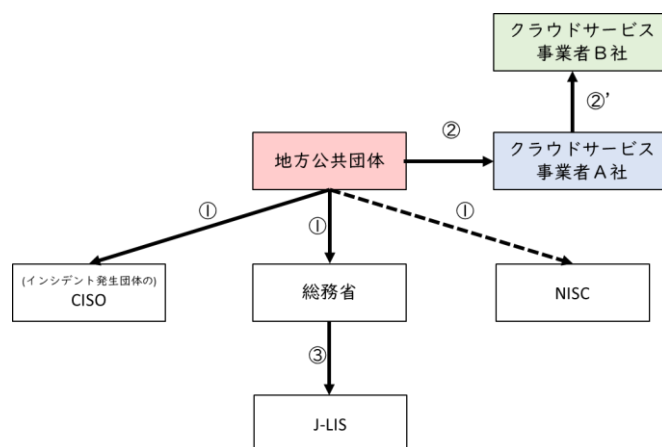 クラウドサービス
事業者B社
②’
②
地方公共団体
クラウドサービス
事業者A社
①
①
①
(インシデント発生団体の)
CISO
総務省
NISC
③
J-LIS